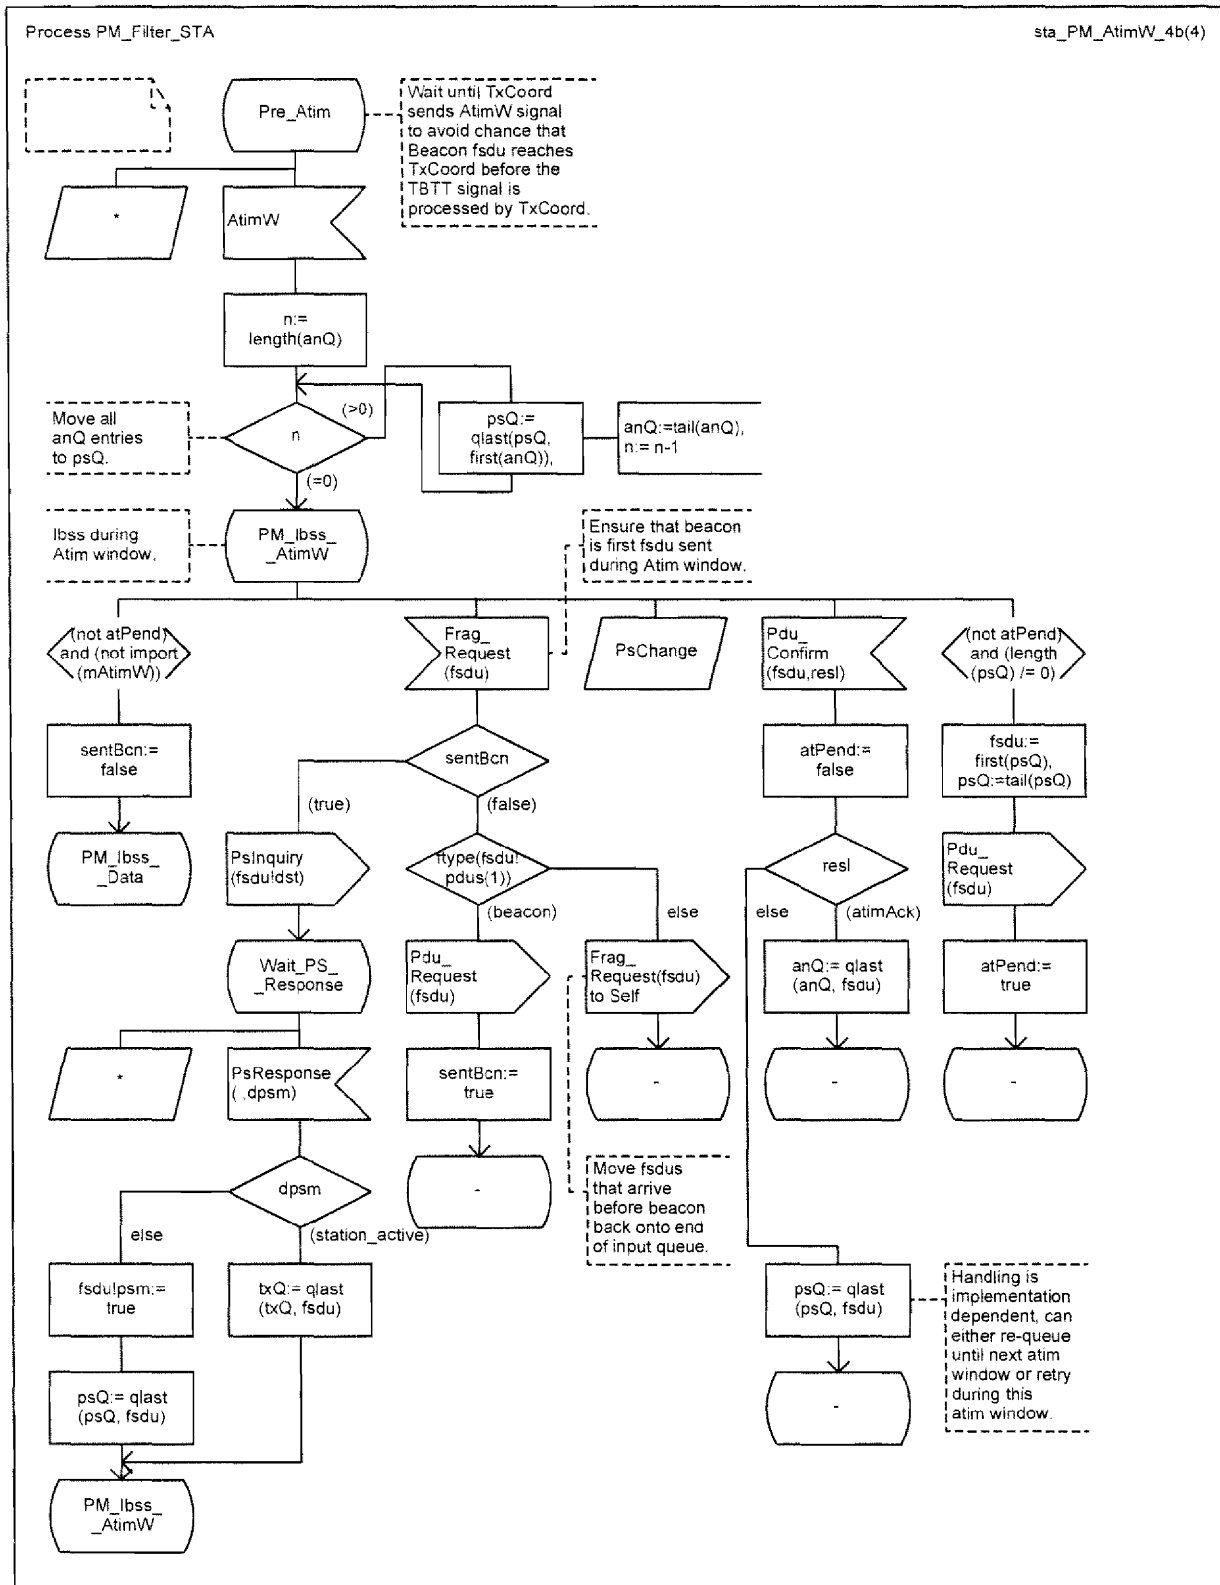 Process PM_Filter_STA
sta_PM_AtimW_4b(4)
Pre_Atim
Wait until TxCoord
sends AtimW signal
to avoid chance that
Beacon fsdu reaches
TxCoord before the
TBTT signal is
processed by TxCoord.
*
AtimW
n:=
length(anQ)
Move all
anQ entries
to psQ.
n
(>0)
(=0)
psQ:=
qlast(psQ,
first(anQ)),
anQ:=tail(anQ),
n:= n-1
Ibss during
Atim window,
PM_Ibss_
_AtimW
Ensure that beacon
is first fsdu sent
during Atim window.
(not atPend)
and (not import
(mAtimW))
Frag_
_Request
(fsdu)
PsChange
Pdu_
_Confirm
(fsdu,resl)
(not atPend)
and (length
(psQ) /= 0)
sentBcn:=
false
sentBcn
atPend:=
false
fsdu:=
first(psQ),
psQ:=tail(psQ)
(true)
(false)
PM_Ibss_
_Data
PsInquiry
(fsdu!dst)
ftype(fsdu!
pdus(1))
resl
Pdu_
_Request
(fsdu)
(beacon)
else
else
(atimAck)
Wait_PS_
_Response
Pdu_
_Request
(fsdu)
Frag_
_Request(fsdu)
to Self
anQ:= qlast
(anQ, fsdu)
atPend:=
true
*
PsResponse
( ,dpsm)
sentBcn:=
true
-
-
-
dpsm
-
Move fsdus
that arrive
before beacon
back onto end
of input queue.
else
(station_active)
fsdu!psm:=
true
txQ:= qlast
(txQ, fsdu)
psQ:= qlast
(psQ, fsdu)
Handling is
implementation
dependent, can
either re-queue
until next atim
window or retry
during this
atim window.
psQ:= qlast
(psQ, fsdu)
-
PM_Ibss_
_AtimW